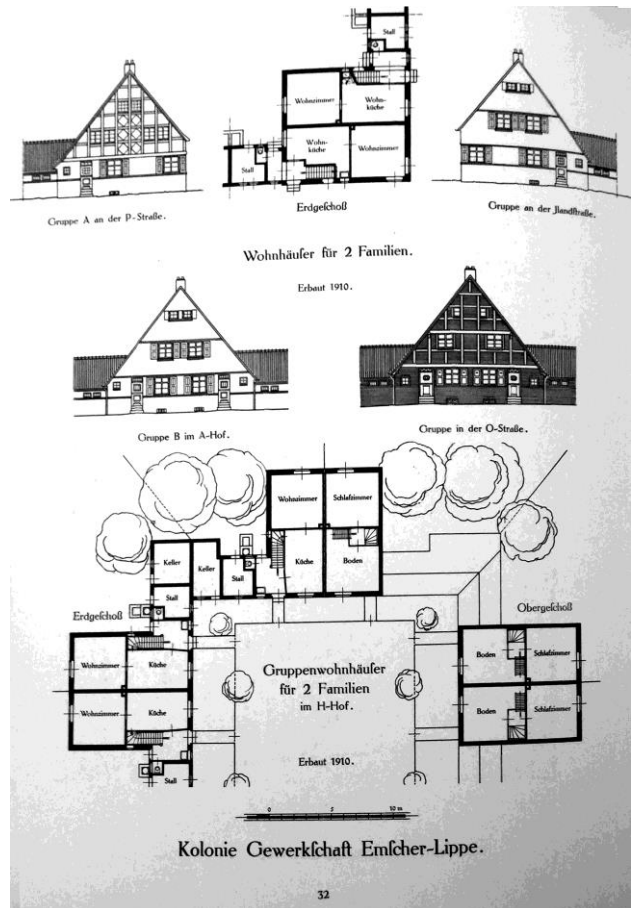 Stall
Wohnzimmer
Wohn-
küche
Wohn-
küche
Wohnzimmer
Stall
Erdgeſchoß
Gruppe A an der P-Straße.
Gruppe an der Jlandſtraße.
Wohnhäuſer für 2 Familien.
Erbaut 1910.
Gruppe B im A-Hof.
Gruppe in der O-Straße.
Wohnzimmer
Schlafzimmer
Küche
Boden
Keller
Keller
Stall
Stall
Erdgeſchoß
Obergeſchoß
Wohnzimmer
Küche
Wohnzimmer
Küche
Stall
Gruppenwohnhäuſer
für 2 Familien
im H-Hof.
Erbaut 1910.
Boden
Schlafzimmer
Boden
Schlafzimmer
0 5 10 m
Kolonie Gewerkſchaft Emſcher-Lippe.
32